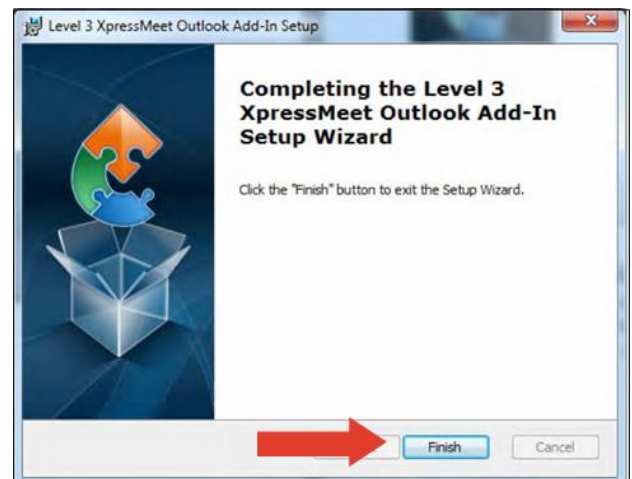 Level 3 XpressMeet Outlook Add-In Setup
Completing the Level 3
XpressMeet Outlook Add-In
Setup Wizard
Click the "Finish" button to exit the Setup Wizard.
Finish
Cancel